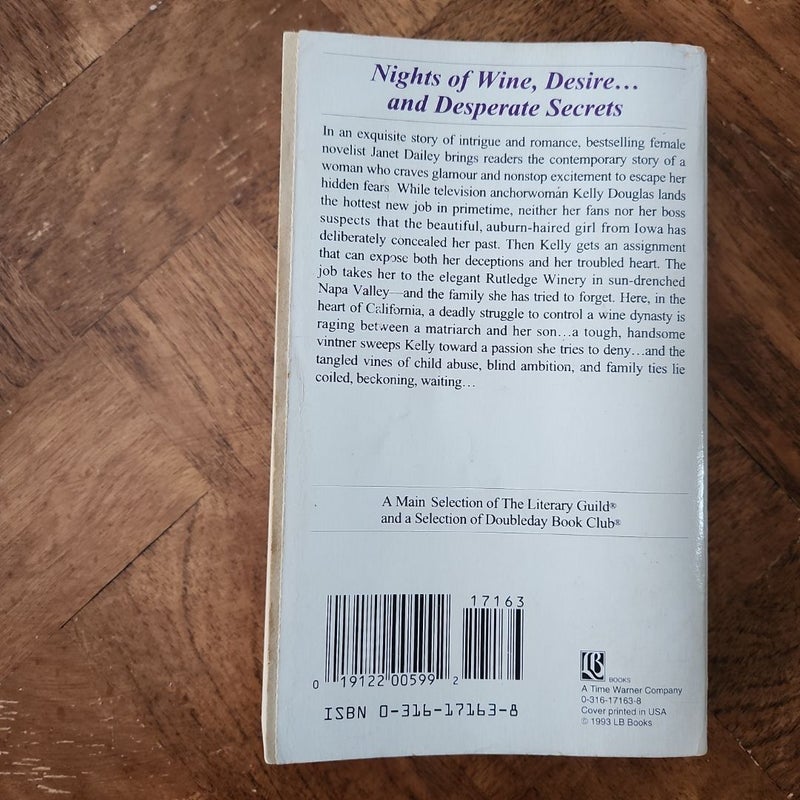 Nights of Wine, Desire...
and Desperate Secrets
In an exquisite story of intrigue and romance, bestselling female
novelist Janet Dailey brings readers the contemporary story of a
woman who craves glamour and nonstop excitement to escape her
hidden fears. While television anchorwoman Kelly Douglas lands
the hottest new job in primetime, neither her fans nor her boss
suspects that the beautiful, auburn-haired girl from Iowa has
deliberately concealed her past. Then Kelly gets an assignment
that can expose both her deceptions and her troubled heart. The
job takes her to the elegant Rutledge Winery in sun-drenched
Napa Valley—and the family she has tried to forget. Here, in the
heart of California, a deadly struggle to control a wine dynasty is
raging between a matriarch and her son...a tough, handsome
vintner sweeps Kelly toward a passion she tries to deny...and the
tangled vines of child abuse, blind ambition, and family ties lie
coiled, beckoning, waiting...
A Main Selection of The Literary Guild®
and a Selection of Doubleday Book Club®
17163
0 19122 00599 2
ISBN 0-316-17163-8
LB
BOOKS
A Time Warner Company
0-316-17163-8
Cover printed in USA
© 1993 LB Books